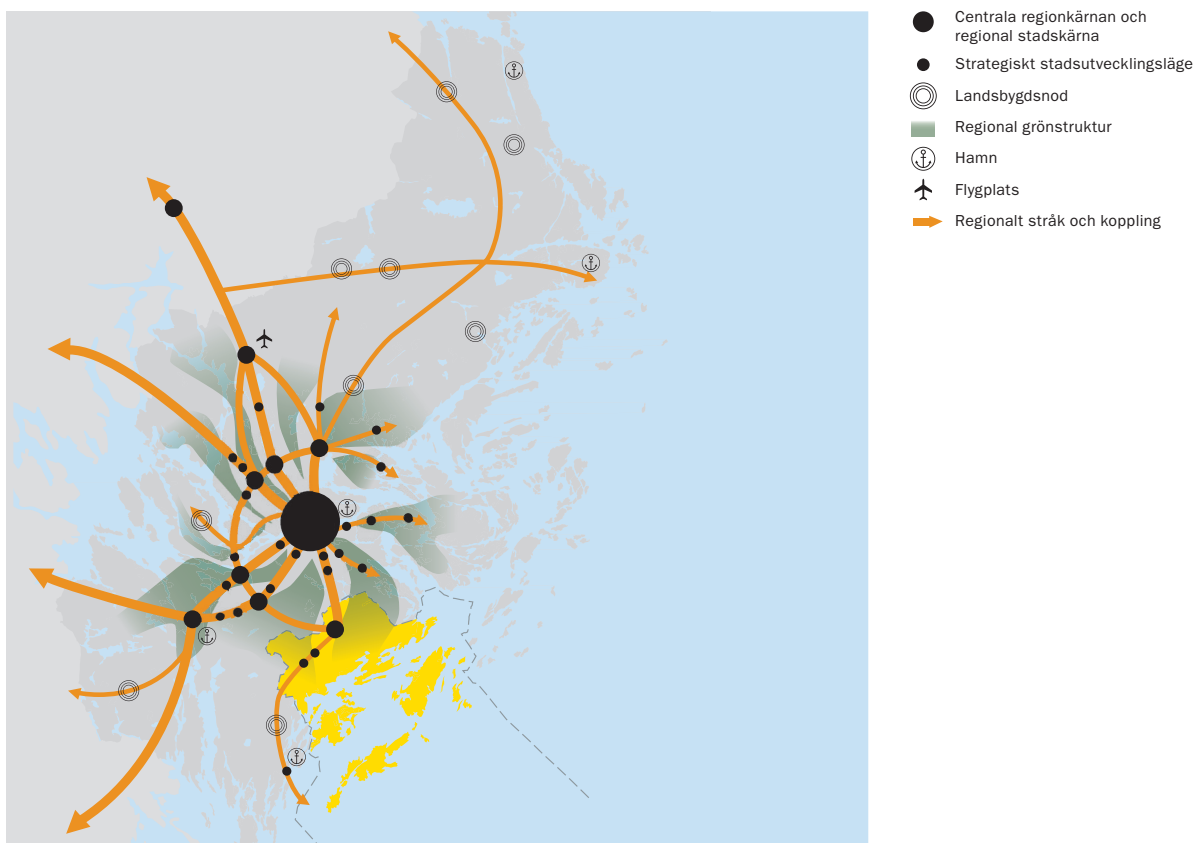 Centrala regionkärnan och
regional stadskärna
Strategiskt stadsutvecklingsläge
Landsbygdsnod
Regional grönstruktur
Hamn
Flygplats
Regionalt stråk och koppling